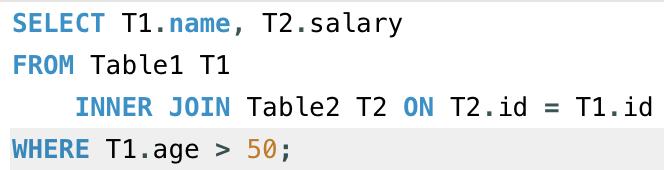 SELECT T1.name, T2.salary
FROM Table1 T1
    INNER JOIN Table2 T2 ON T2.id = T1.id
WHERE T1.age > 50;